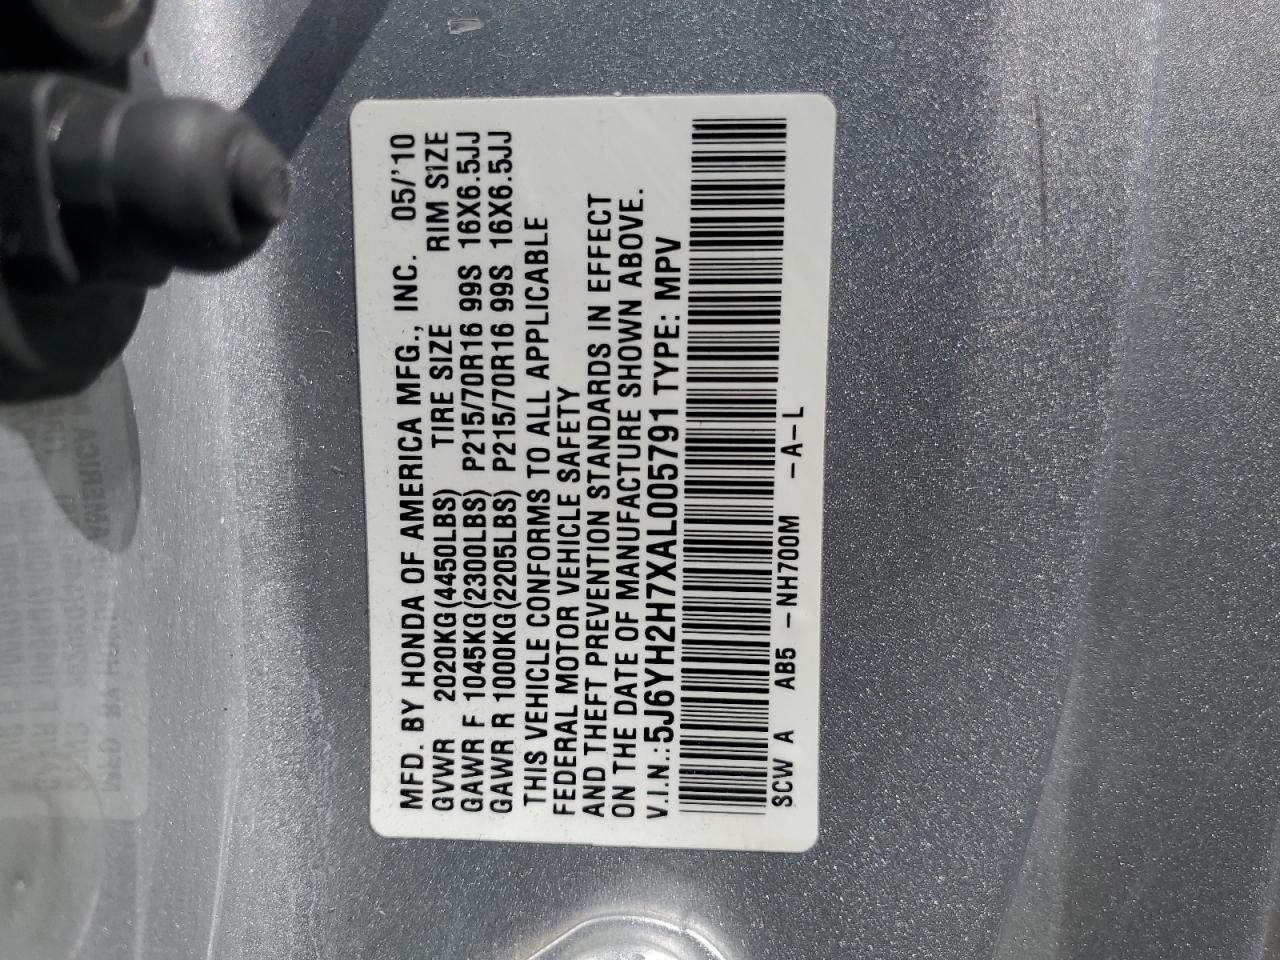 MFD. BY HONDA OF AMERICA MFG., INC. 05/'10
GVWR 2020KG(4450LBS) TIRE SIZE RIM SIZE
GAWR F 1045KG(2300LBS) P215/70R16 99S 16X6.5JJ
GAWR R 1000KG(2205LBS) P215/70R16 99S 16X6.5JJ
THIS VEHICLE CONFORMS TO ALL APPLICABLE
FEDERAL MOTOR VEHICLE SAFETY
AND THEFT PREVENTION STANDARDS IN EFFECT
ON THE DATE OF MANUFACTURE SHOWN ABOVE.
V.I.N.:5J6YH2H7XAL005791 TYPE: MPV
SCW A AB5 -NH700M -A-L